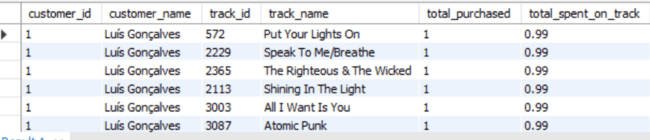 customer_id customer_name track_id track_name total_purchased total_spent_on_track
1 Luís Gonçalves 572 Put Your Lights On 1 0.99
1 Luís Gonçalves 2229 Speak To Me/Breathe 1 0.99
1 Luís Gonçalves 2365 The Righteous & The Wicked 1 0.99
1 Luís Gonçalves 2113 Shining In The Light 1 0.99
1 Luís Gonçalves 3003 All I Want Is You 1 0.99
1 Luís Gonçalves 3087 Atomic Punk 1 0.99